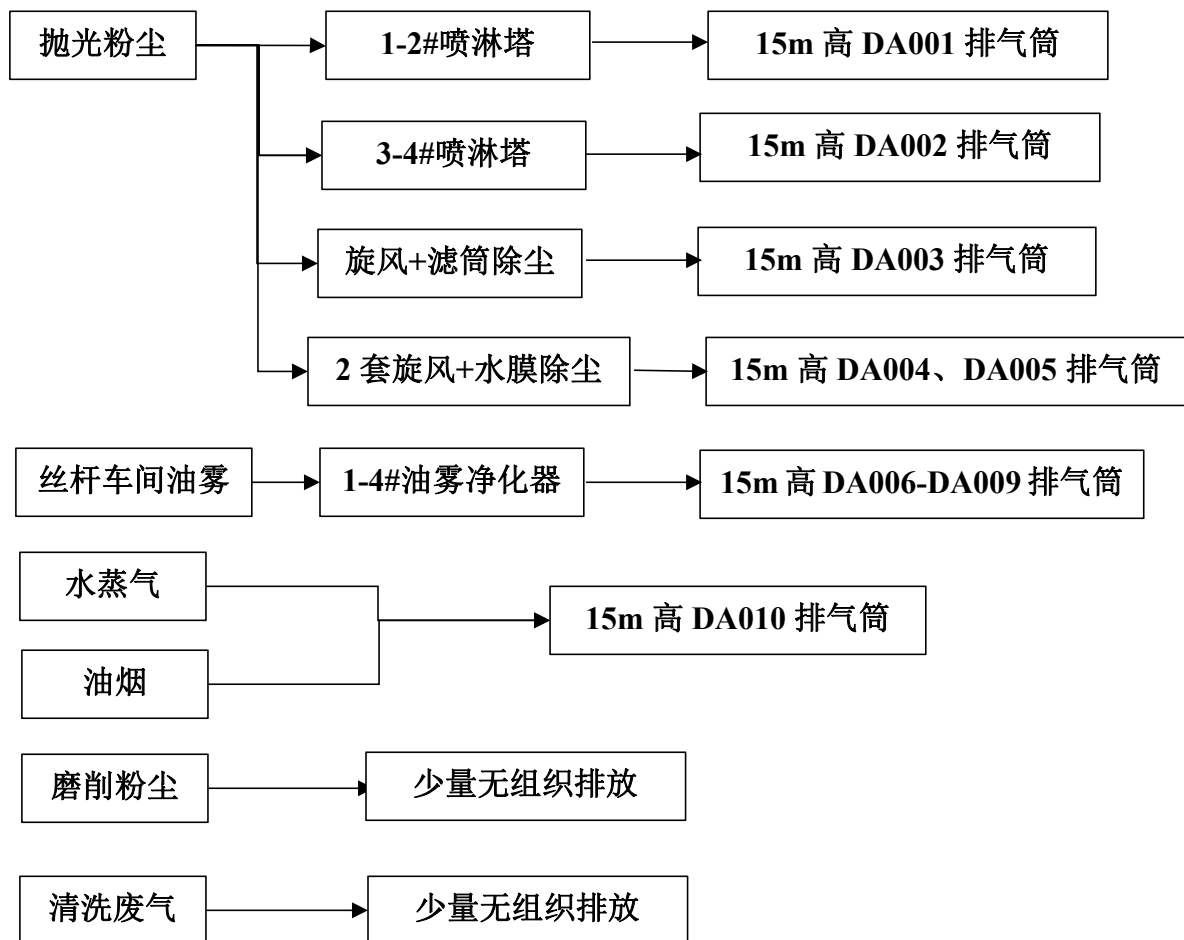 抛光粉尘
1-2#喷淋塔
15m 高 DA001 排气筒
3-4#喷淋塔
15m 高 DA002 排气筒
旋风+滤筒除尘
15m 高 DA003 排气筒
2 套旋风+水膜除尘
15m 高 DA004、DA005 排气筒
丝杆车间油雾
1-4#油雾净化器
15m 高 DA006-DA009 排气筒
水蒸气
15m 高 DA010 排气筒
油烟
磨削粉尘
少量无组织排放
清洗废气
少量无组织排放